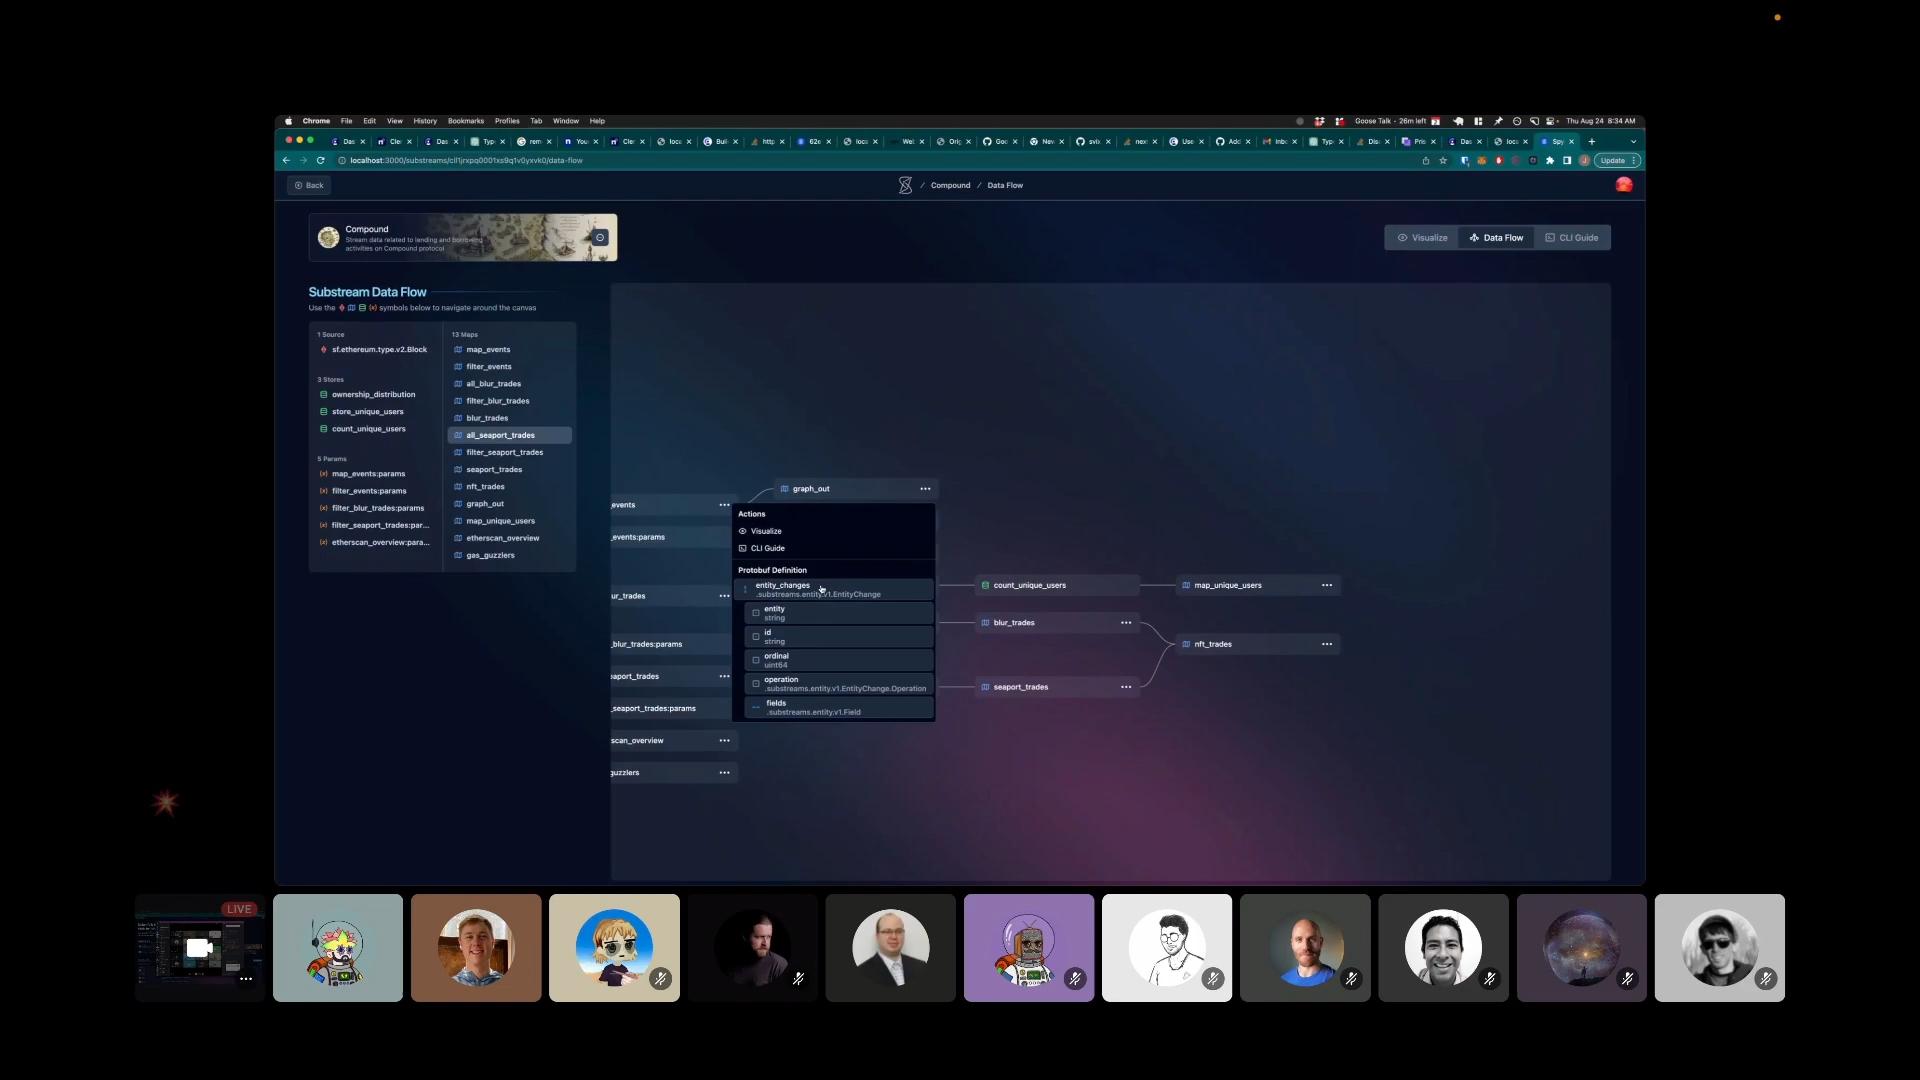 Chrome File Edit View History Bookmarks Profiles Tab Window Help
Goose Talk · 26m left
Thu Aug 24 8:34 AM
localhost:3000/substreams/cll1jrxpq0001xs9q1v0yxvk0/data-flow
Update
Back
/ Compound / Data Flow
Compound
Stream data related to lending and borrowing
activities on Compound protocol
Visualize
Data Flow
CLI Guide
Substream Data Flow
Use the symbols below to navigate around the canvas
1 Source
sf.ethereum.type.v2.Block
3 Stores
ownership_distribution
store_unique_users
count_unique_users
5 Params
map_events:params
filter_events:params
filter_blur_trades:params
filter_seaport_trades:par...
etherscan_overview:para...
13 Maps
map_events
filter_events
all_blur_trades
filter_blur_trades
blur_trades
all_seaport_trades
filter_seaport_trades
seaport_trades
nft_trades
graph_out
map_unique_users
etherscan_overview
gas_guzzlers
graph_out
_events
_events:params
ur_trades
_blur_trades:params
eaport_trades
_seaport_trades:params
scan_overview
guzzlers
Actions
Visualize
CLI Guide
Protobuf Definition
entity_changes
.substreams.entity.v1.EntityChange
entity
string
id
string
ordinal
uint64
operation
.substreams.entity.v1.EntityChange.Operation
fields
.substreams.entity.v1.Field
count_unique_users
map_unique_users
blur_trades
nft_trades
seaport_trades
LIVE